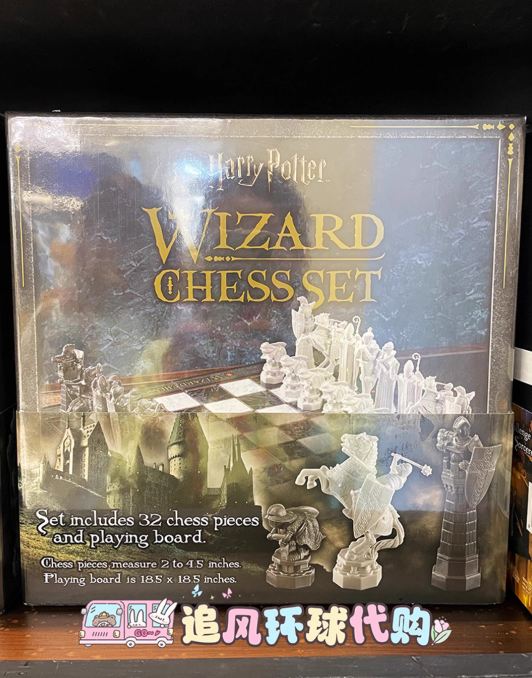 Harry Potter
WIZARD
CHESS SET
Set includes 32 chess pieces
and playing board.
Chess pieces measure 2 to 4.5 inches.
Playing board is 18.5 x 18.5 inches.
GO
追风环球代购